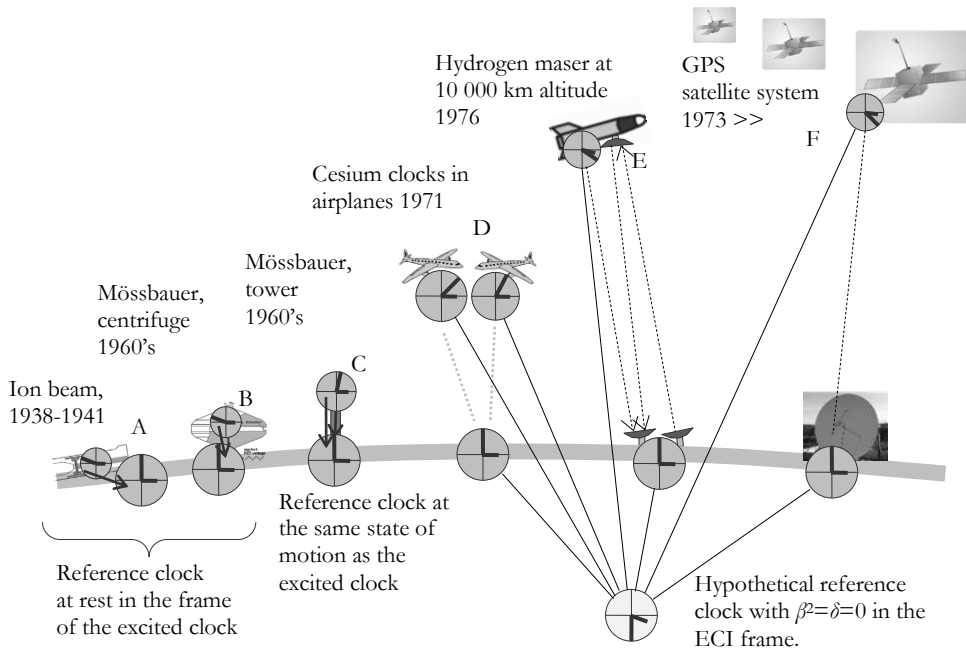 Hydrogen maser at
10 000 km altitude
1976
GPS
satellite system
1973 >>
F
E
Cesium clocks in
airplanes 1971
D
Mössbauer,
tower
1960’s
Mössbauer,
centrifuge
1960’s
C
Ion beam,
1938-1941
B
A
Reference clock at
the same state of
motion as the
excited clock
Reference clock
at rest in the frame
of the excited clock
Hypothetical reference
clock with β²=δ=0 in the
ECI frame.